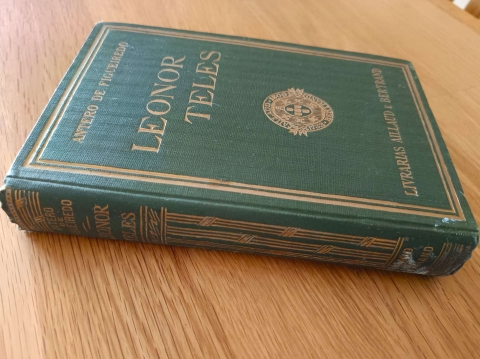 ANTERO DE FIGUEIREDO
LEONOR
TELES
LIVRARIAS AILLAUD E BERTRAND
LEONOR
TELES